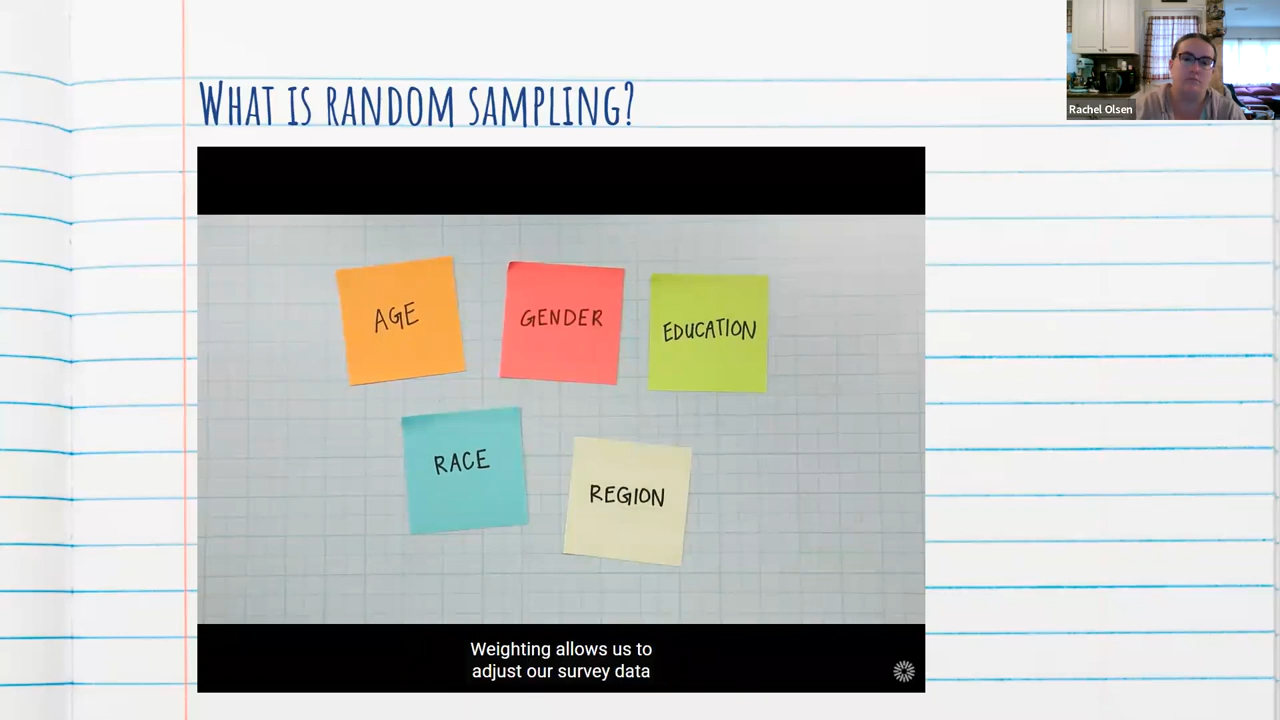 Rachel Olsen
WHAT IS RANDOM SAMPLING?
AGE
GENDER
EDUCATION
RACE
REGION
Weighting allows us to
adjust our survey data